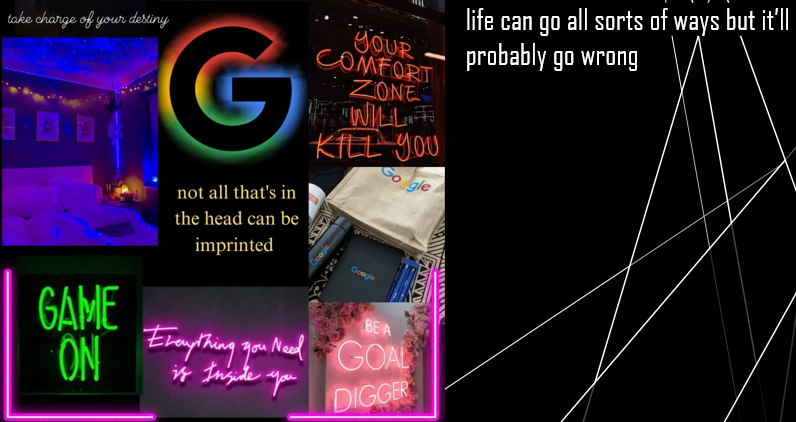 take charge of your destiny
YOUR
COMFORT
ZONE
WILL
KILL YOU
not all that's in
the head can be
imprinted
Google
Google
Google
GAME
ON
Everything you Need
is Inside you
BE A
GOAL
DIGGER
life can go all sorts of ways but it'll
probably go wrong